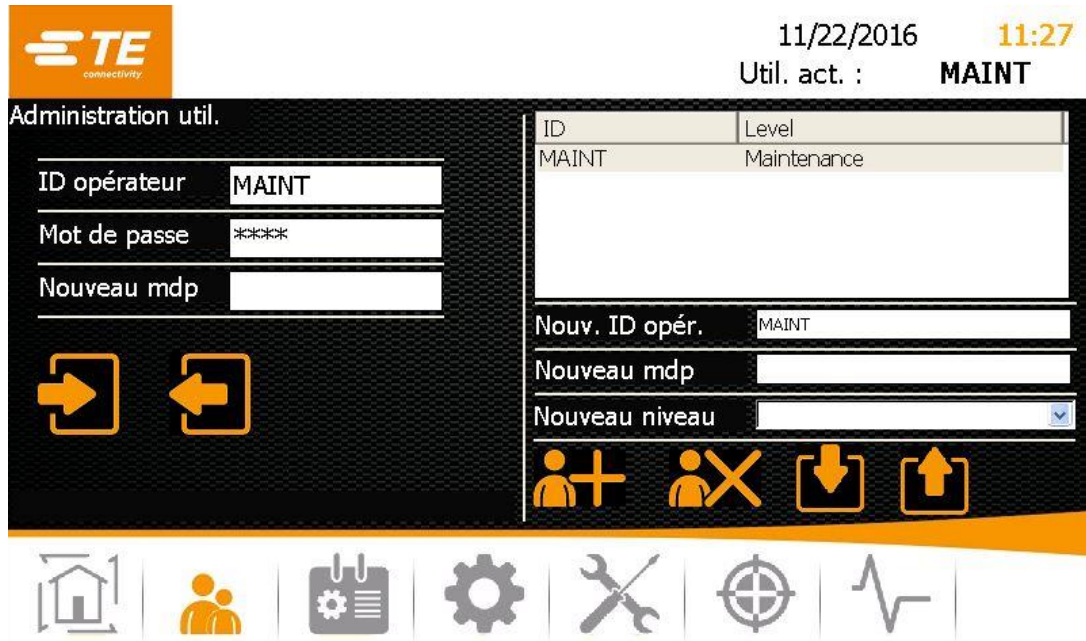 TE
connectivity
11/22/2016 11:27
Util. act. : MAINT
Administration util.
ID opérateur MAINT
Mot de passe ****
Nouveau mdp
ID Level
MAINT Maintenance
Nouv. ID opér. MAINT
Nouveau mdp
Nouveau niveau